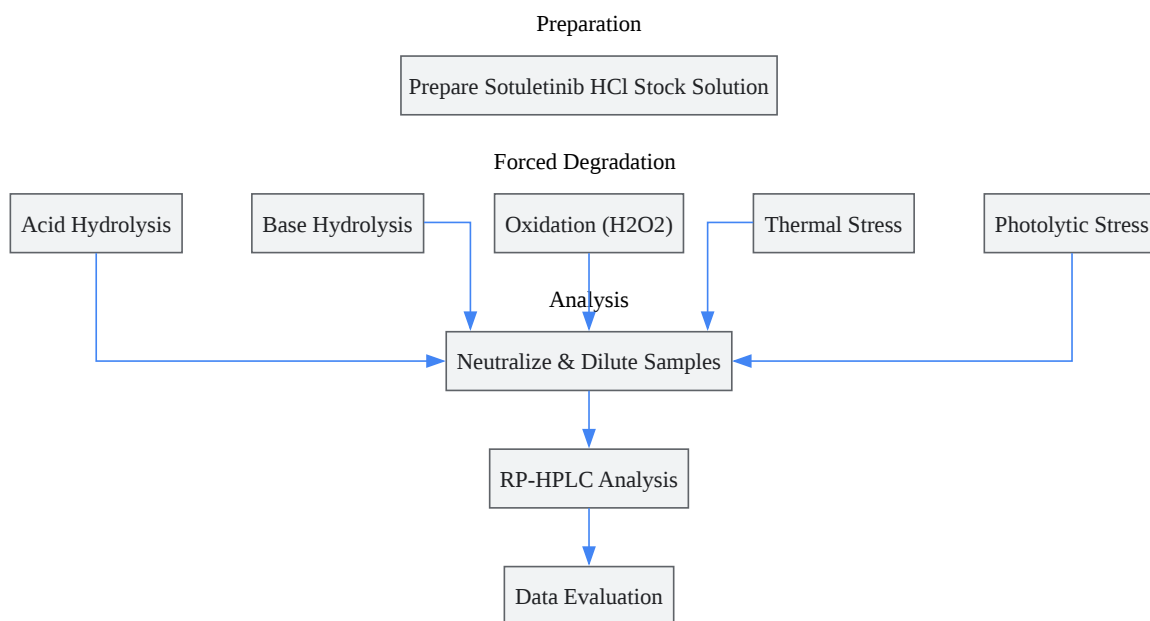 Preparation
Prepare Sotuletinib HCl Stock Solution
Forced Degradation
Acid Hydrolysis
Base Hydrolysis
Oxidation (H2O2)
Thermal Stress
Photolytic Stress
Analysis
Neutralize & Dilute Samples
RP-HPLC Analysis
Data Evaluation